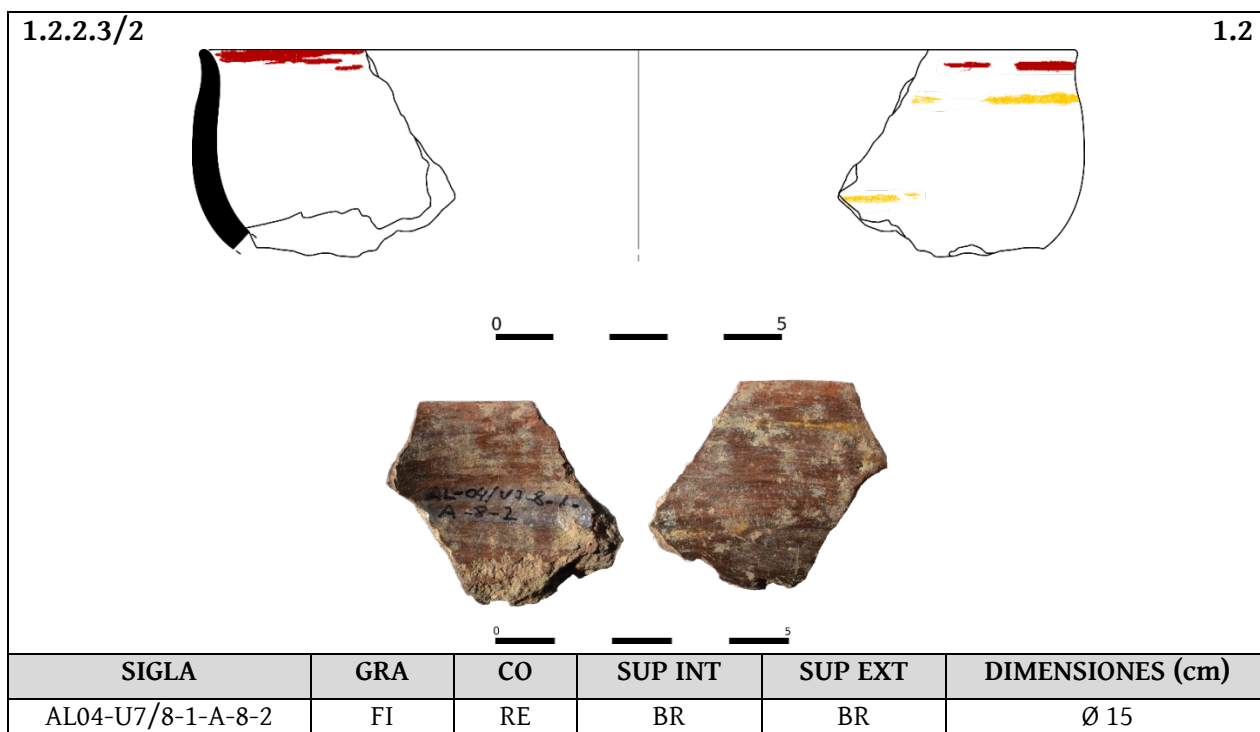 1.2.2.3/2 1.2
0 5
AL-04/U7-8-1-
A-8-2
0 5
SIGLA GRA CO SUP INT SUP EXT DIMENSIONES (cm)
AL04-U7/8-1-A-8-2 FI RE BR BR Ø 15